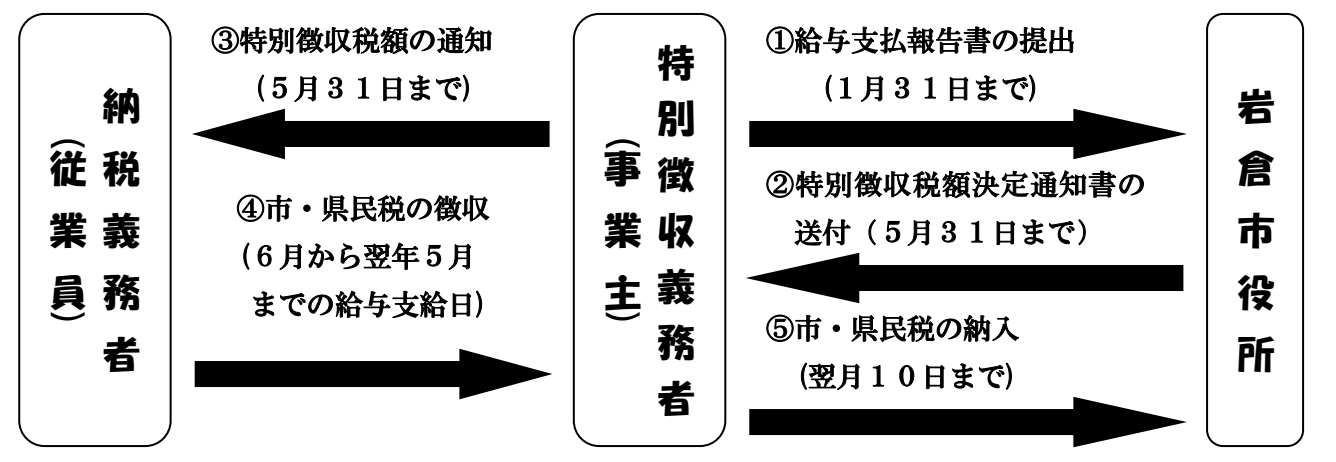 納税義務者
（従業員）
③特別徴収税額の通知
（５月３１日まで）
④市・県民税の徴収
（６月から翌年５月
までの給与支給日）
特別徴収義務者
（事業主）
①給与支払報告書の提出
（１月３１日まで）
②特別徴収税額決定通知書の
送付（５月３１日まで）
⑤市・県民税の納入
（翌月１０日まで）
岩倉市役所